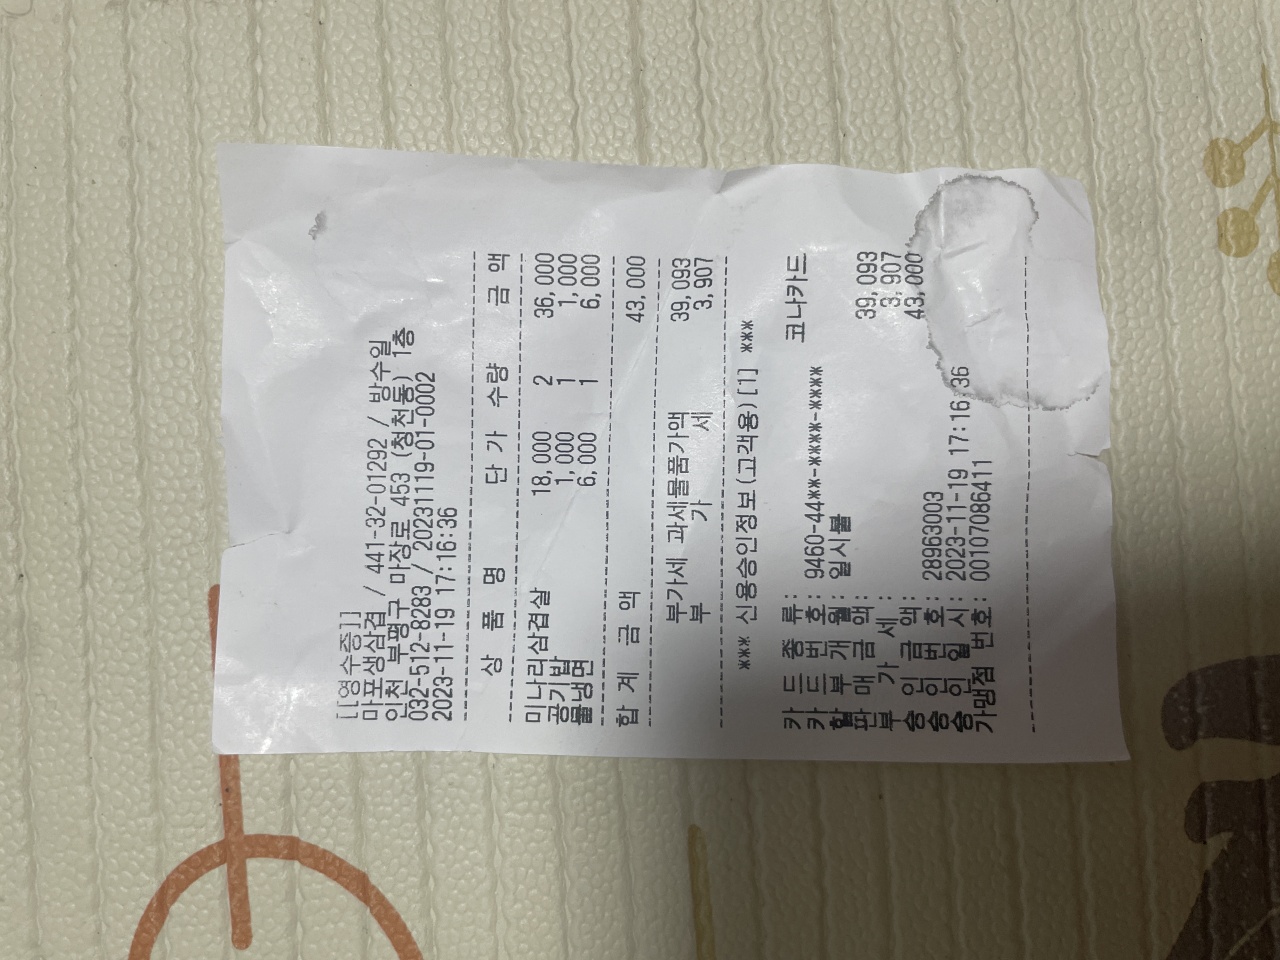 [[영수증]]
마포생삼겹 / 441-32-01292 / 방수일
인천 부평구 마장로 453 (청천동) 1층
032-512-8283 / 20231119-01-0002
2023-11-19 17:16:36
상 품 명 단 가 수량 금 액
미나리삼겹살 18,000 2 36,000
공기밥 1,000 1 1,000
물냉면 6,000 1 6,000
합 계 금 액 43,000
부가세 과세물품가액 39,093
부 가 세 3,907
*** 신용승인정보(고객용) [1] ***
카 드 종 류: 코나카드
카 드 번 호: 9460-44**-****-****
할 부 개 월: 일시불
판 매 금 액: 39,093
부 가 세 : 3,907
승 인 금 액: 43,000
승 인 번 호: 28963003
승 인 일 시: 2023-11-19 17:16:36
가맹점 번호: 00107086411